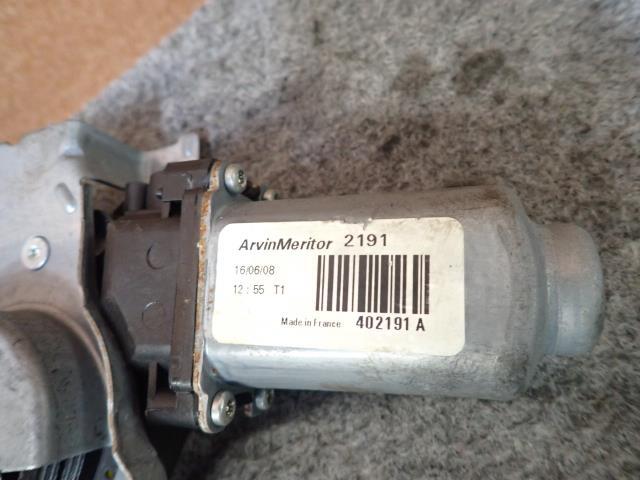 ArvinMeritor 2191
16/06/08
12 : 55 T1
Made in France 402191 A